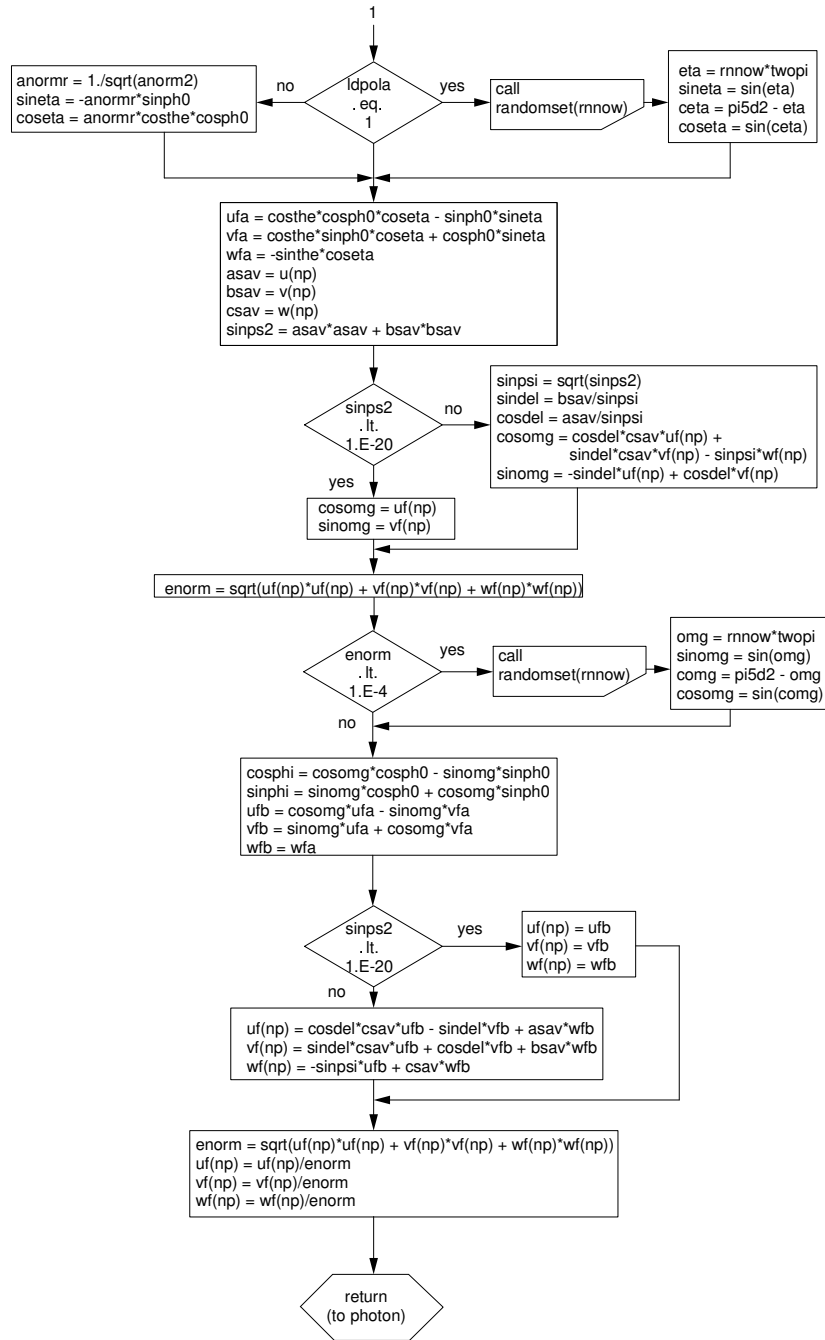 1
anormr = 1./sqrt(anorm2)
sineta = -anormr*sinph0
coseta = anormr*costhe*cosph0
no
ldpola
. eq.
1
yes
call
randomset(rnnow)
eta = rnnow*twopi
sineta = sin(eta)
ceta = pi5d2 - eta
coseta = sin(ceta)
ufa = costhe*cosph0*coseta - sinph0*sineta
vfa = costhe*sinph0*coseta + cosph0*sineta
wfa = -sinthe*coseta
asav = u(np)
bsav = v(np)
csav = w(np)
sinps2 = asav*asav + bsav*bsav
sinps2
. lt.
1.E-20
no
sinpsi = sqrt(sinps2)
sindel = bsav/sinpsi
cosdel = asav/sinpsi
cosomg = cosdel*csav*uf(np) +
sindel*csav*vf(np) - sinpsi*wf(np)
sinomg = -sindel*uf(np) + cosdel*vf(np)
yes
cosomg = uf(np)
sinomg = vf(np)
enorm = sqrt(uf(np)*uf(np) + vf(np)*vf(np) + wf(np)*wf(np))
enorm
. lt.
1.E-4
yes
call
randomset(rnnow)
omg = rnnow*twopi
sinomg = sin(omg)
comg = pi5d2 - omg
cosomg = sin(comg)
no
cosphi = cosomg*cosph0 - sinomg*sinph0
sinphi = sinomg*cosph0 + cosomg*sinph0
ufb = cosomg*ufa - sinomg*vfa
vfb = sinomg*ufa + cosomg*vfa
wfb = wfa
sinps2
. lt.
1.E-20
yes
uf(np) = ufb
vf(np) = vfb
wf(np) = wfb
no
uf(np) = cosdel*csav*ufb - sindel*vfb + asav*wfb
vf(np) = sindel*csav*ufb + cosdel*vfb + bsav*wfb
wf(np) = -sinpsi*ufb + csav*wfb
enorm = sqrt(uf(np)*uf(np) + vf(np)*vf(np) + wf(np)*wf(np))
uf(np) = uf(np)/enorm
vf(np) = vf(np)/enorm
wf(np) = wf(np)/enorm
return
(to photon)